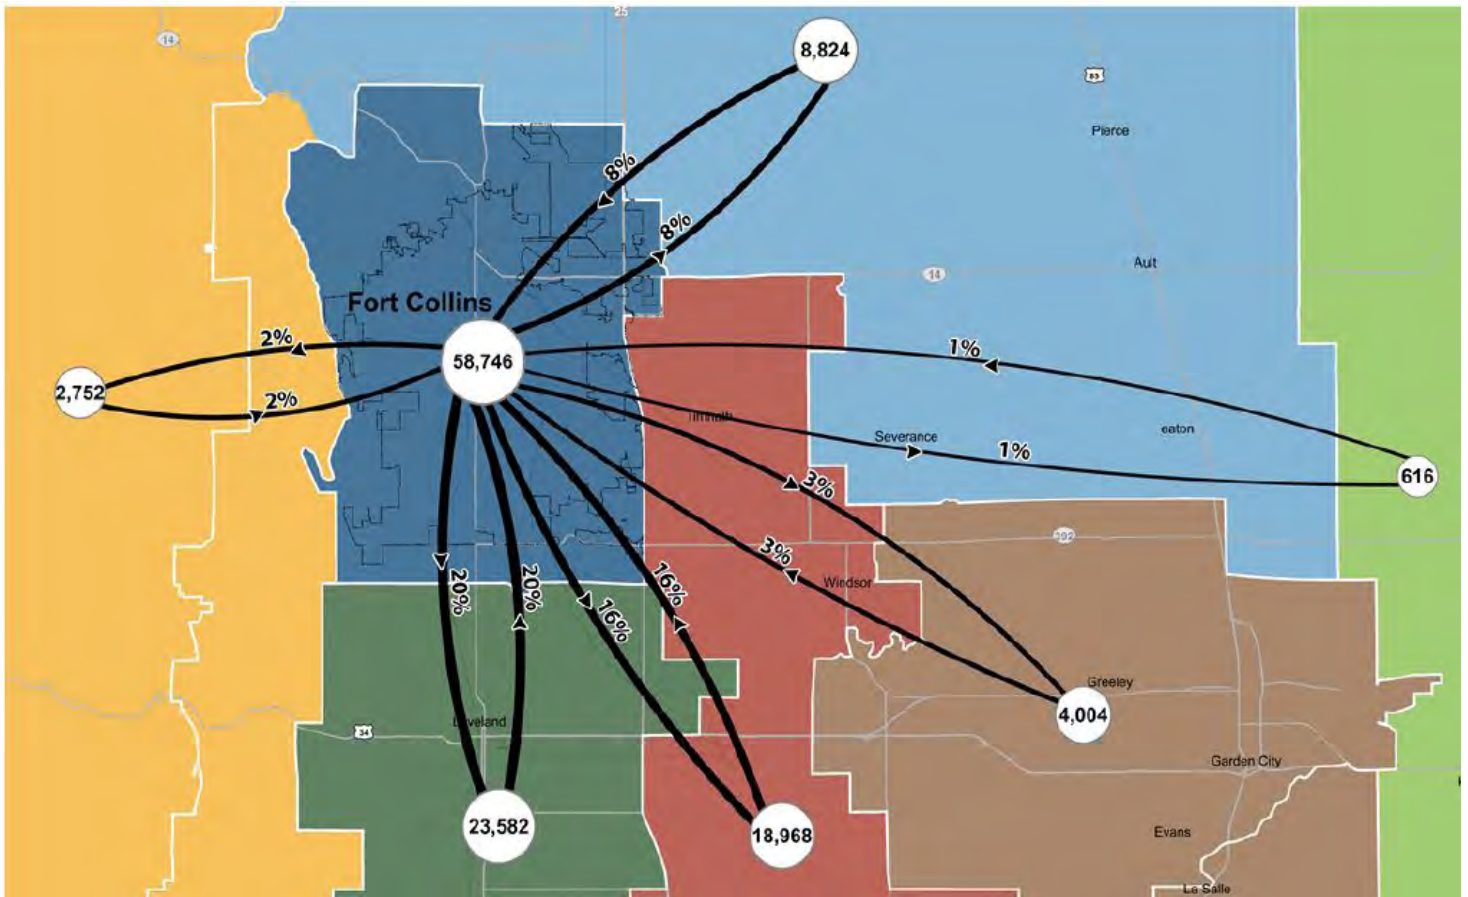 25
14
8,824
83
Pierce
8%
8%
14
Ault
Fort Collins
2%
58,746
1%
2,752
2%
Timnath
Severance
eaton
1%
616
3%
392
3%
Windsor
20%
20%
16%
16%
Greeley
4,004
Loveland
34
Garden City
23,582
18,968
Evans
La Salle